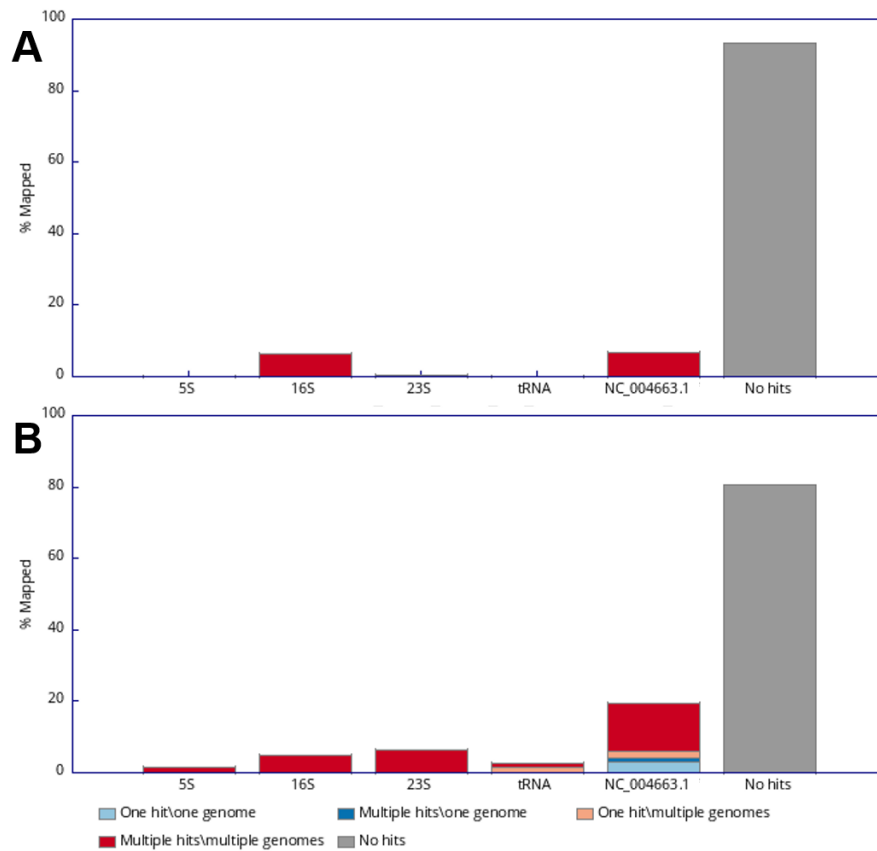 A
100
80
60
40
20
0
% Mapped
5S 16S 23S tRNA NC_004663.1 No hits
B
100
80
60
40
20
0
% Mapped
5S 16S 23S tRNA NC_004663.1 No hits
One hit\one genome Multiple hits\one genome One hit\multiple genomes
Multiple hits\multiple genomes No hits